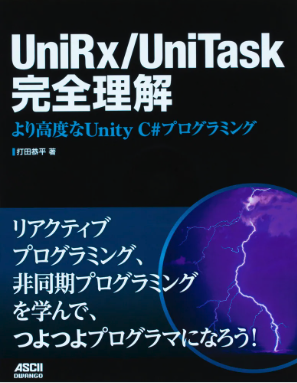 UniRx/UniTask
完全理解
より高度なUnity C#プログラミング
打田恭平 著
リアクティブ
プログラミング、
非同期プログラミング
を学んで、
つよつよプログラマになろう!
ASCII
DWANGO